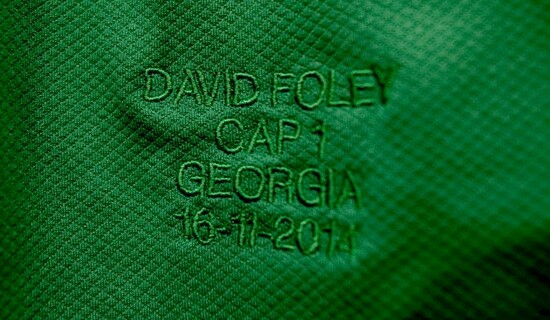 DAVID FOLEY
CAP 1
GEORGIA
16-11-2014